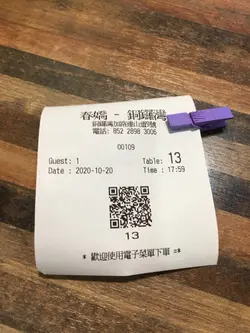 春嬌 - 銅鑼灣
電話: 852 2898 3006
00109
Guest: 1
Table: 13
Date : 2020-10-20
Time : 17:59
13
* 歡迎使用電子菜單下單 =*